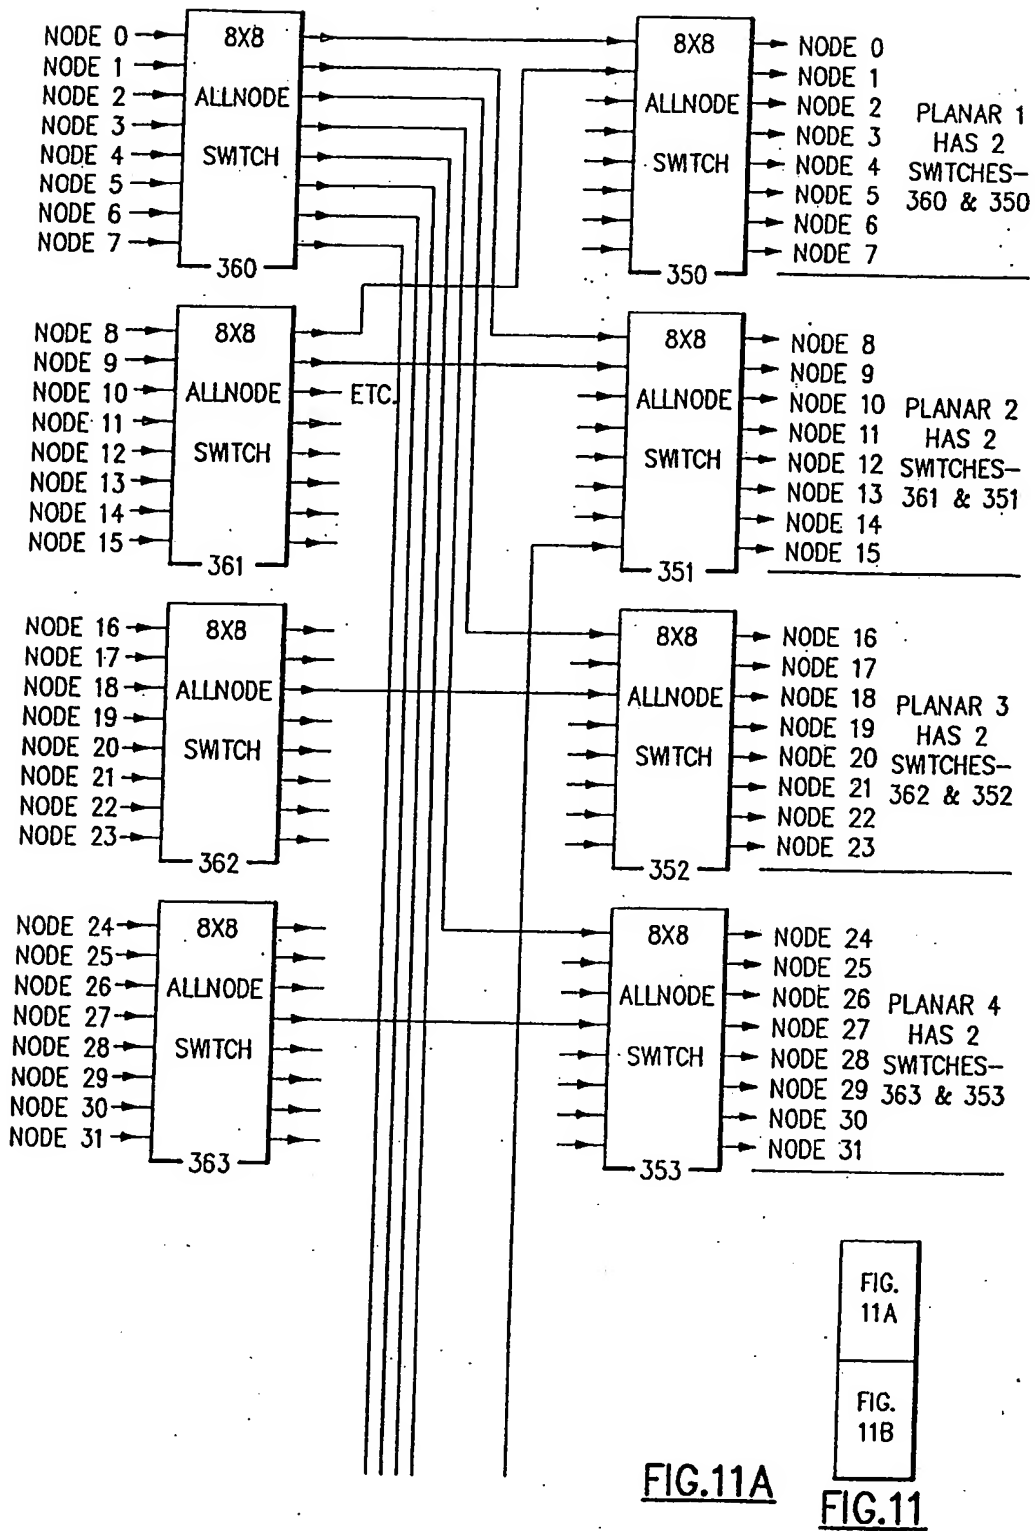 NODE 0
NODE 1
NODE 2
NODE 3
NODE 4
NODE 5
NODE 6
NODE 7
8X8
ALLNODE
SWITCH
360
8X8
ALLNODE
SWITCH
350
NODE 0
NODE 1
NODE 2
NODE 3
NODE 4
NODE 5
NODE 6
NODE 7
PLANAR 1
HAS 2
SWITCHES-
360 & 350
NODE 8
NODE 9
NODE 10
NODE 11
NODE 12
NODE 13
NODE 14
NODE 15
8X8
ALLNODE
SWITCH
361
ETC.
8X8
ALLNODE
SWITCH
351
NODE 8
NODE 9
NODE 10
NODE 11
NODE 12
NODE 13
NODE 14
NODE 15
PLANAR 2
HAS 2
SWITCHES-
361 & 351
NODE 16
NODE 17
NODE 18
NODE 19
NODE 20
NODE 21
NODE 22
NODE 23
8X8
ALLNODE
SWITCH
362
8X8
ALLNODE
SWITCH
352
NODE 16
NODE 17
NODE 18
NODE 19
NODE 20
NODE 21
NODE 22
NODE 23
PLANAR 3
HAS 2
SWITCHES-
362 & 352
NODE 24
NODE 25
NODE 26
NODE 27
NODE 28
NODE 29
NODE 30
NODE 31
8X8
ALLNODE
SWITCH
363
8X8
ALLNODE
SWITCH
353
NODE 24
NODE 25
NODE 26
NODE 27
NODE 28
NODE 29
NODE 30
NODE 31
PLANAR 4
HAS 2
SWITCHES-
363 & 353
FIG.
11A
FIG.
11B
FIG.11A
FIG.11